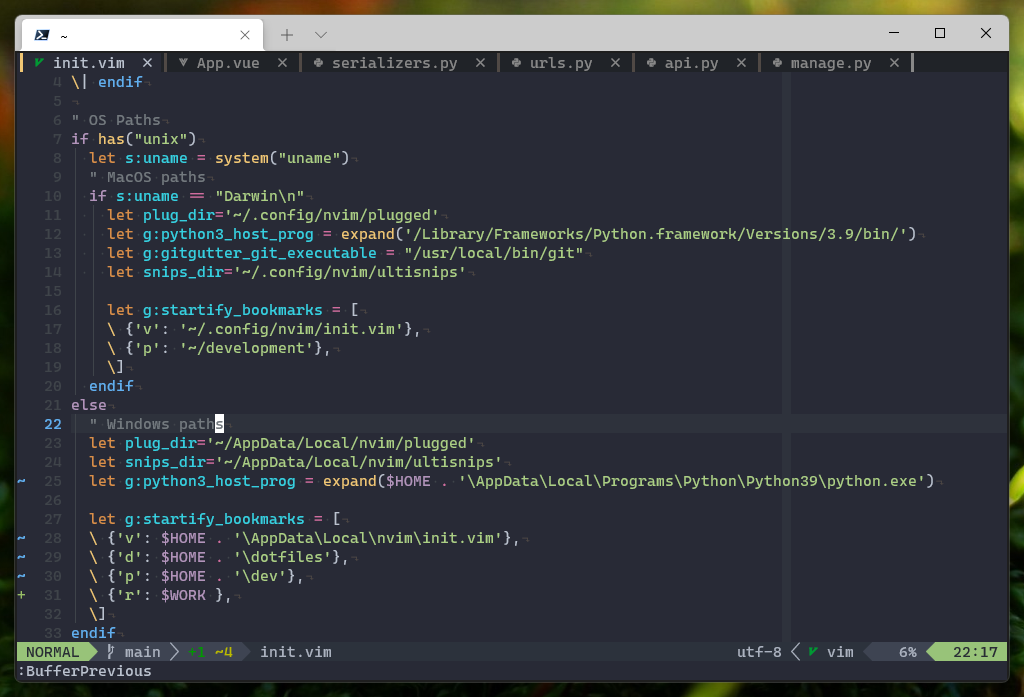 ~
init.vim App.vue serializers.py urls.py api.py manage.py
4 \| endif
5
6 " OS Paths
7 if has("unix")
8 let s:uname = system("uname")
9 " MacOS paths
10 if s:uname == "Darwin\n"
11 let plug_dir='~/.config/nvim/plugged'
12 let g:python3_host_prog = expand('/Library/Frameworks/Python.framework/Versions/3.9/bin/')
13 let g:gitgutter_git_executable = "/usr/local/bin/git"
14 let snips_dir='~/.config/nvim/ultisnips'
15
16 let g:startify_bookmarks = [
17 \ {'v': '~/.config/nvim/init.vim'},
18 \ {'p': '~/development'},
19 \]
20 endif
21 else
22 " Windows paths
23 let plug_dir='~/AppData/Local/nvim/plugged'
24 let snips_dir='~/AppData/Local/nvim/ultisnips'
~ 25 let g:python3_host_prog = expand($HOME . '\AppData\Local\Programs\Python\Python39\python.exe')
26
27 let g:startify_bookmarks = [
~ 28 \ {'v': $HOME . '\AppData\Local\nvim\init.vim'},
~ 29 \ {'d': $HOME . '\dotfiles'},
~ 30 \ {'p': $HOME . '\dev'},
+ 31 \ {'r': $WORK },
32 \]
33 endif
NORMAL main +1 ~4 init.vim utf-8 vim 6% 22:17
:BufferPrevious